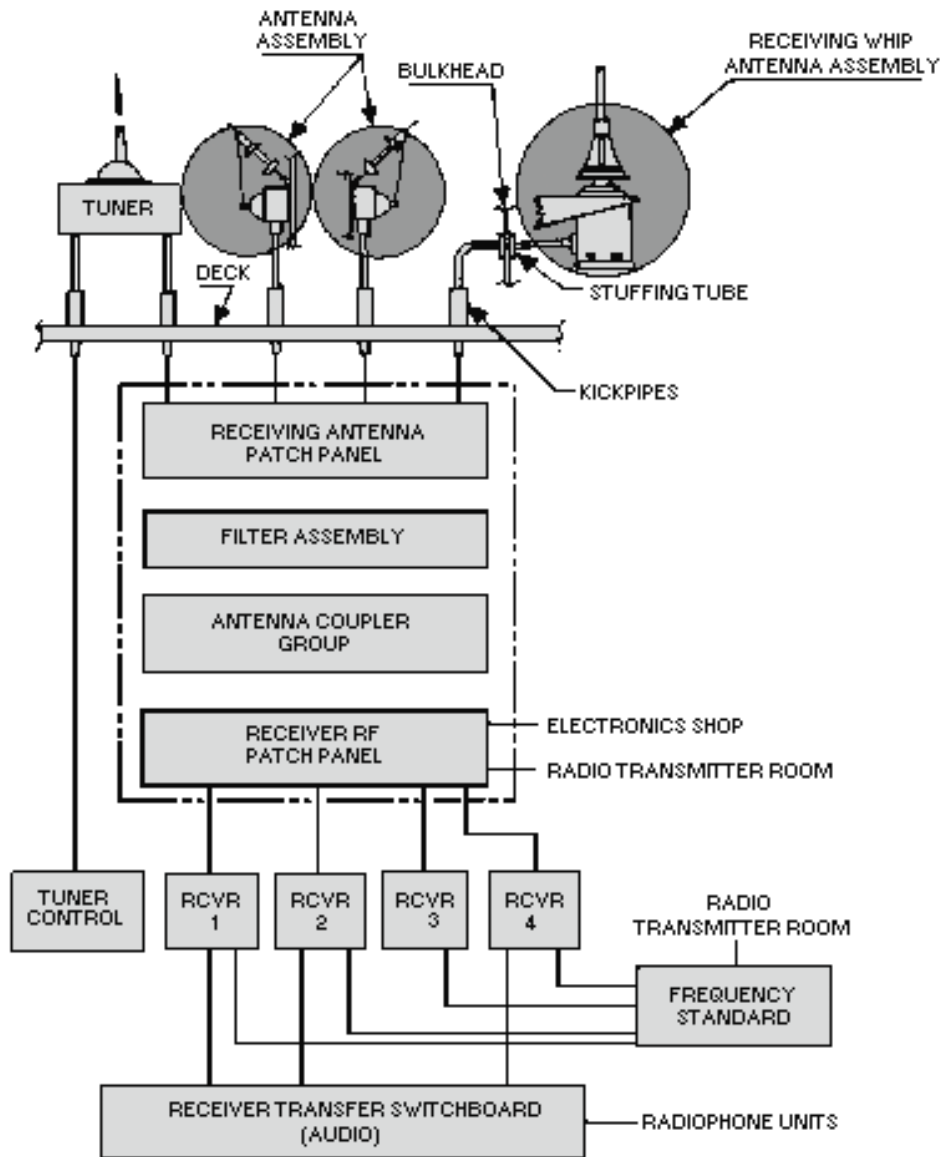 ANTENNA
ASSEMBLY
BULKHEAD
RECEIVING WHIP
ANTENNA ASSEMBLY
TUNER
DECK
STUFFING TUBE
KICKPIPES
RECEIVING ANTENNA
PATCH PANEL
FILTER ASSEMBLY
ANTENNA COUPLER
GROUP
RECEIVER RF
PATCH PANEL
ELECTRONICS SHOP
RADIO TRANSMITTER ROOM
TUNER
CONTROL
RCVR
1
RCVR
2
RCVR
3
RCVR
4
RADIO
TRANSMITTER ROOM
FREQUENCY
STANDARD
RECEIVER TRANSFER SWITCHBOARD
(AUDIO)
RADIOPHONE UNITS